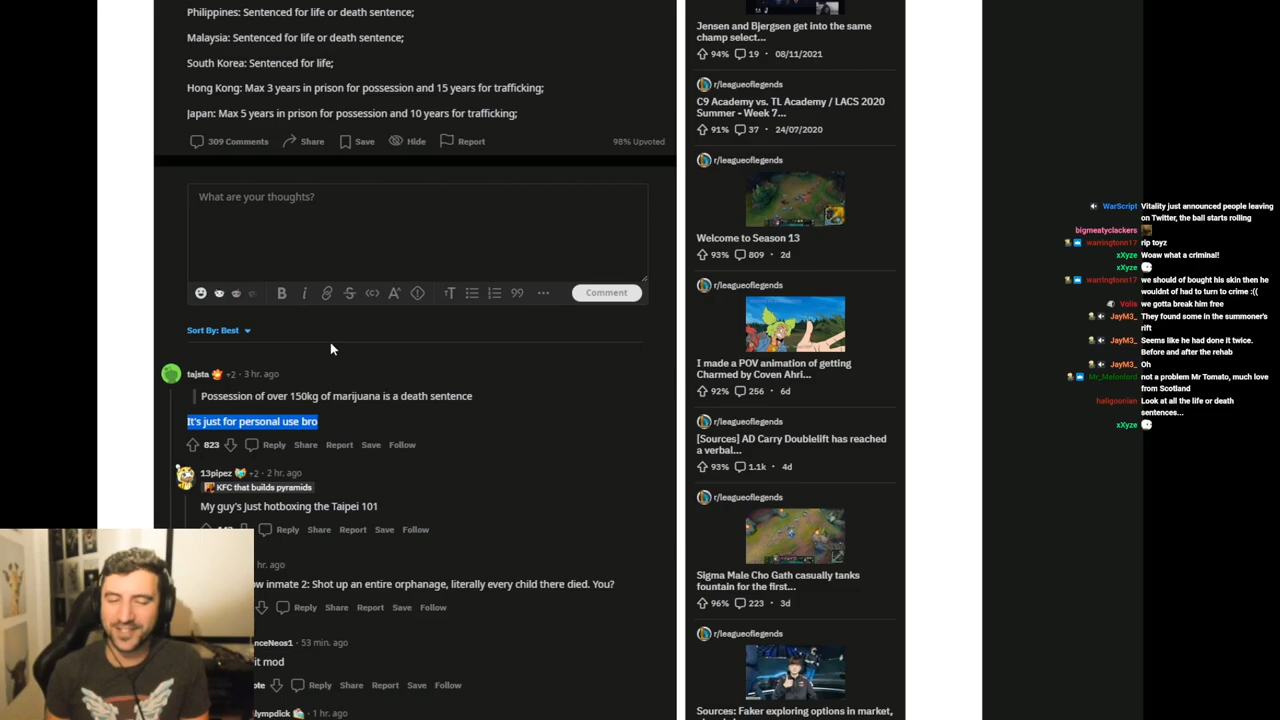 Philippines: Sentenced for life or death sentence;
Malaysia: Sentenced for life or death sentence;
South Korea: Sentenced for life;
Hong Kong: Max 3 years in prison for possession and 15 years for trafficking;
Japan: Max 5 years in prison for possession and 10 years for trafficking;
309 Comments Share Save Hide Report 98% Upvoted
What are your thoughts?
B i S T 99 ... Comment
Sort By: Best
tajsta +2 · 3 hr. ago
Possession of over 150kg of marijuana is a death sentence
It's just for personal use bro
823 Reply Share Report Save Follow
13pipez +2 · 2 hr. ago
KFC that builds pyramids
My guy's Just hotboxing the Taipei 101
Reply Share Report Save Follow
hr. ago
ow inmate 2: Shot up an entire orphanage, literally every child there died. You?
Reply Share Report Save Follow
nceNeos1 · 53 min. ago
it mod
ote Reply Share Report Save Follow
lympdick · 1 hr. ago
Jensen and Bjergsen get into the same
champ select...
94% 19 · 08/11/2021
r/leagueoflegends
C9 Academy vs. TL Academy / LACS 2020
Summer - Week 7...
91% 37 · 24/07/2020
r/leagueoflegends
Welcome to Season 13
93% 809 · 2d
r/leagueoflegends
I made a POV animation of getting
Charmed by Coven Ahri...
92% 256 · 6d
r/leagueoflegends
[Sources] AD Carry Doublelift has reached
a verbal...
93% 1.1k · 4d
r/leagueoflegends
Sigma Male Cho Gath casually tanks
fountain for the first...
96% 223 · 3d
r/leagueoflegends
Sources: Faker exploring options in market,
WarScript Vitality just announced people leaving
on Twitter, the ball starts rolling
bigmeatyclackers
warringtonn17 rip toyz
xXyze Woaw what a criminal!
xXyze
warringtonn17 we should of bought his skin then he
wouldnt of had to turn to crime :((
Volis we gotta break him free
JayM3_ They found some in the summoner's
rift
JayM3_ Seems like he had done it twice.
Before and after the rehab
JayM3_ Oh
Mr_Melonford not a problem Mr Tomato, much love
from Scotland
haligoonian Look at all the life or death
sentences...
xXyze